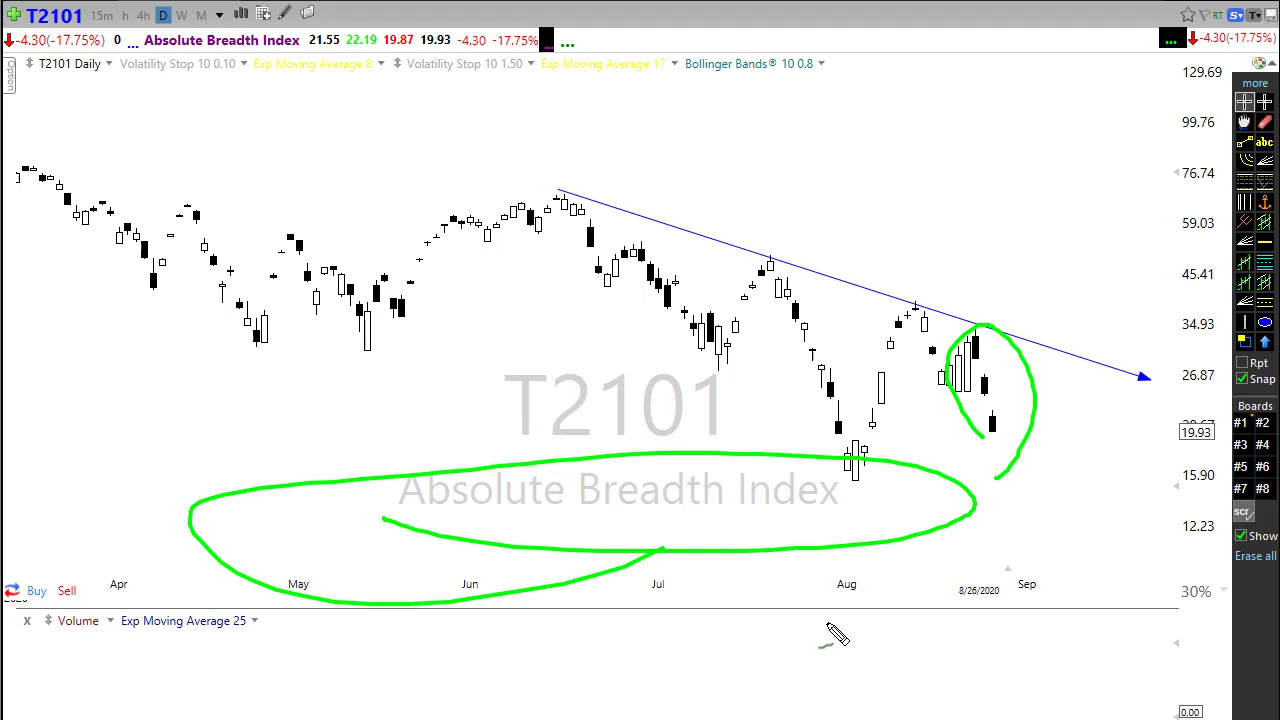 T2101 15m h 4h D W M RT S T
-4.30(-17.75%) 0 ... Absolute Breadth Index 21.55 22.19 19.87 19.93 -4.30 -17.75% ... ... -4.30(-17.75%)
Option T2101 Daily Volatility Stop 10 0.10 Exp Moving Average 8 Volatility Stop 10 1.50 Exp Moving Average 17 Bollinger Bands® 10 0.8
129.69
more
99.76
abc
76.74
59.03
45.41
34.93
Rpt
26.87
Snap
T2101
Boards
#1 #2
19.93
#3 #4
#5 #6
15.90
Absolute Breadth Index
#7 #8
scr
12.23
Show
Erase all
Apr May Jun Jul Aug 8/26/2020 Sep
Buy Sell
30%
x Volume Exp Moving Average 25
0.00